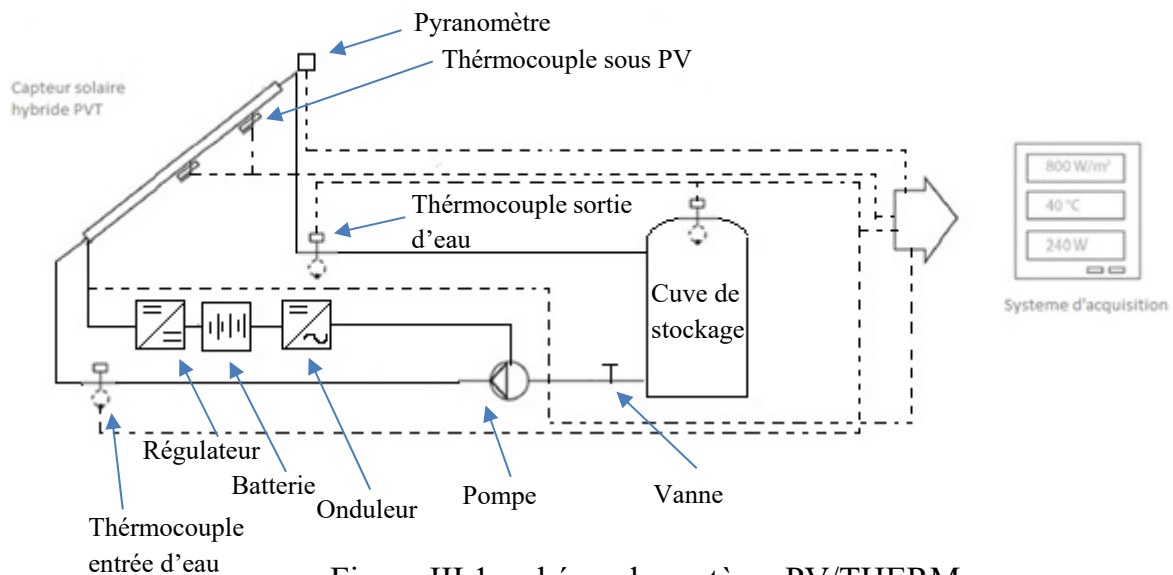 Pyranomètre
Thérmocouple sous PV
Capteur solaire
hybride PVT
800 W/m²
40 °C
240 W
Thérmocouple sortie
d'eau
Cuve de
stockage
Systeme d'acquisition
Régulateur
Batterie
Onduleur
Pompe
Vanne
Thérmocouple
entrée d'eau